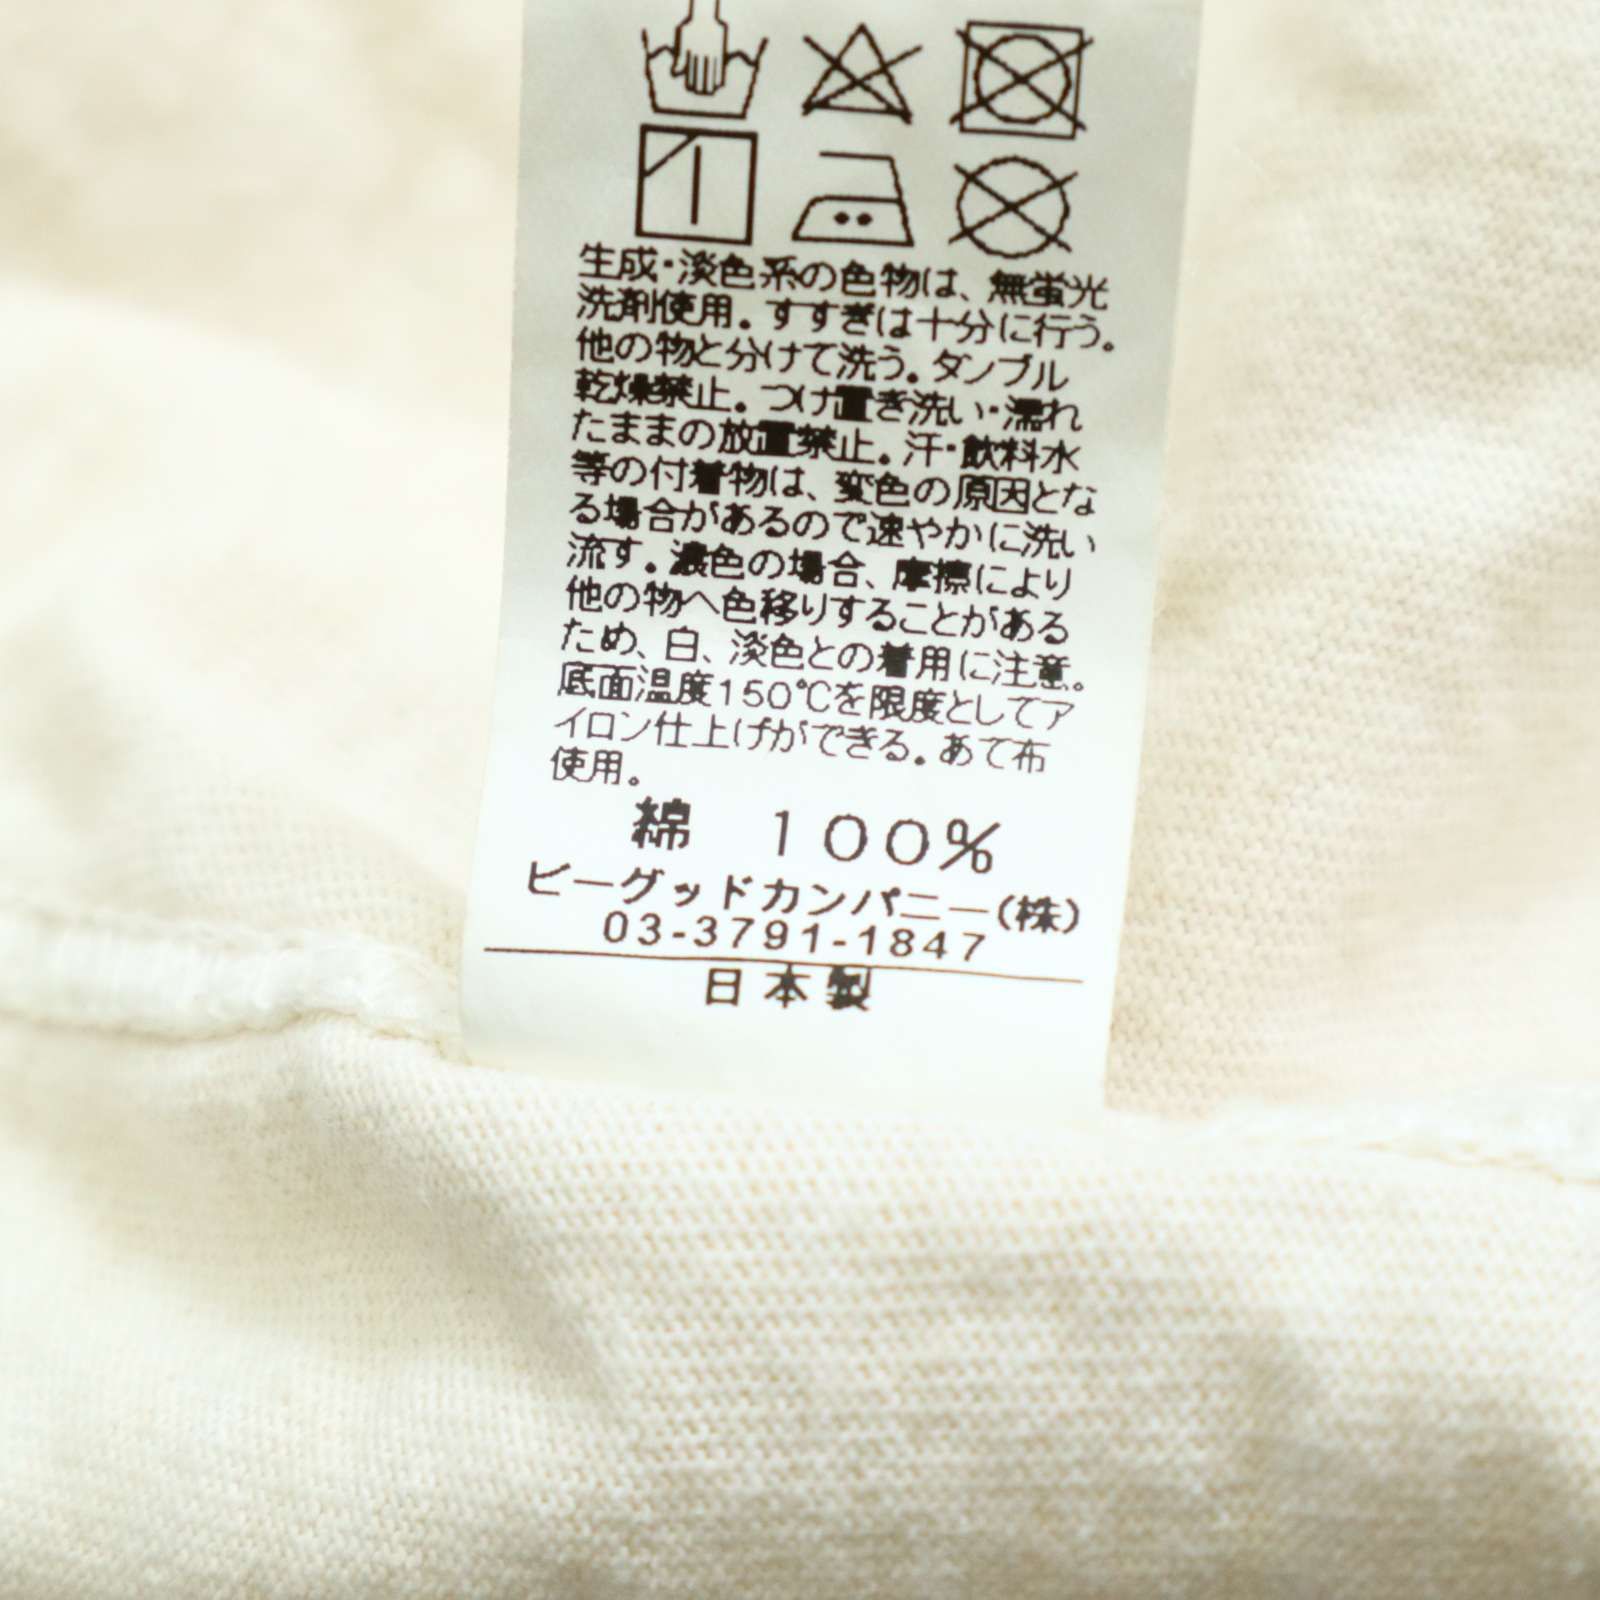 生成・淡色系の色物は、無蛍光
洗剤使用。すすぎは十分に行う。
他の物と分けて洗う。タンブル
乾燥禁止。つけ置き洗い・濡れ
たままの放置禁止。汗・飲料水
等の付着物は、変色の原因とな
る場合があるので速やかに洗い
流す。濃色の場合、摩擦により
他の物へ色移りすることがある
ため、白、淡色との着用に注意。
底面温度150℃を限度としてア
イロン仕上げができる。あて布
使用。
綿 100%
ビーグッドカンパニー(株)
03-3791-1847
日本製